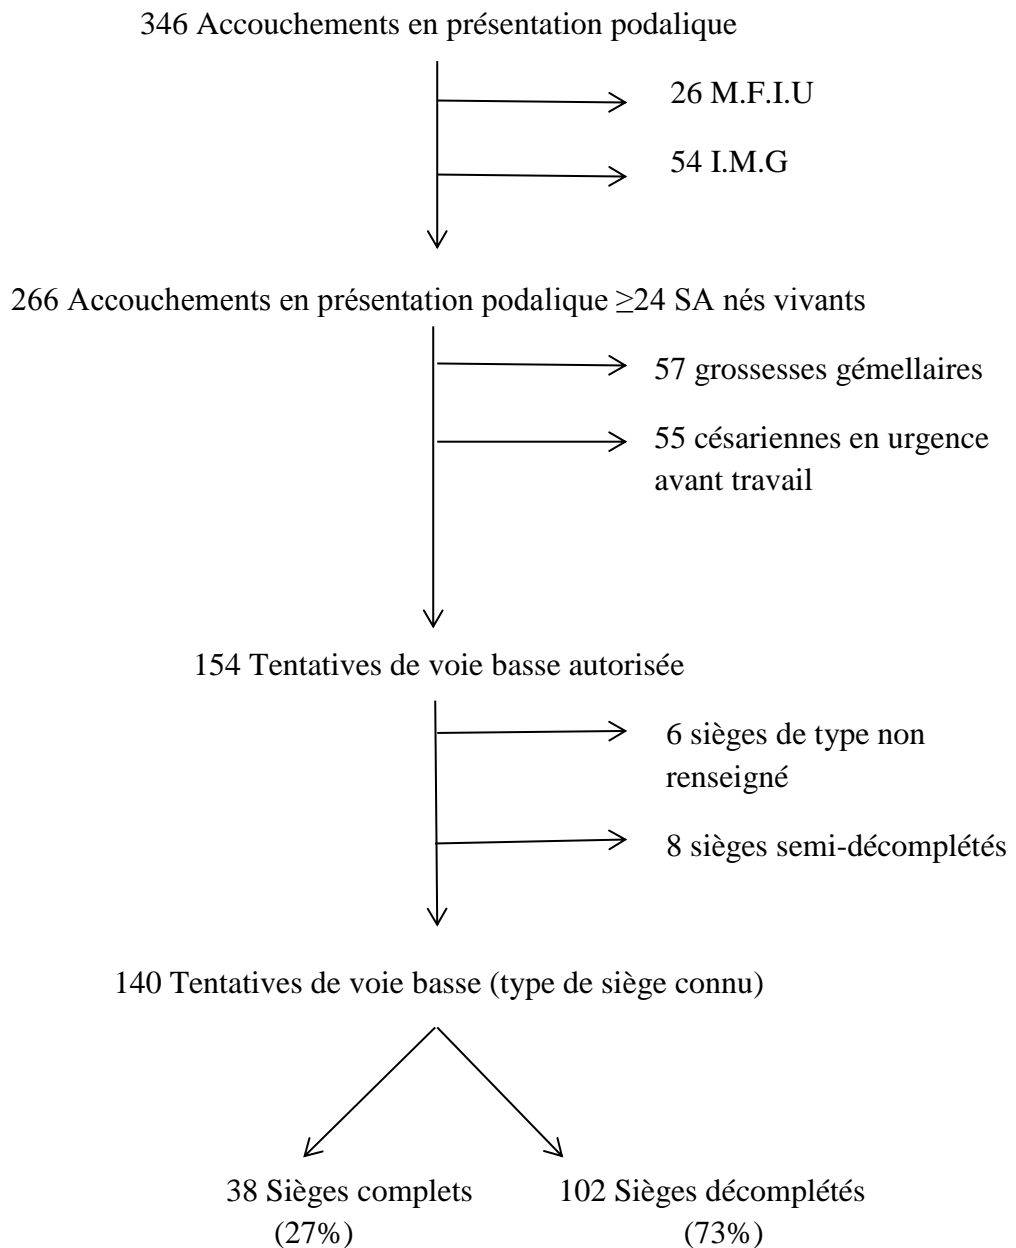 346 Accouchements en présentation podalique
26 M.F.I.U
54 I.M.G
266 Accouchements en présentation podalique ≥24 SA nés vivants
57 grossesses gémellaires
55 césariennes en urgence
avant travail
154 Tentatives de voie basse autorisée
6 sièges de type non
renseigné
8 sièges semi-décomplétés
140 Tentatives de voie basse (type de siège connu)
38 Sièges complets
(27%)
102 Sièges décomplétés
(73%)